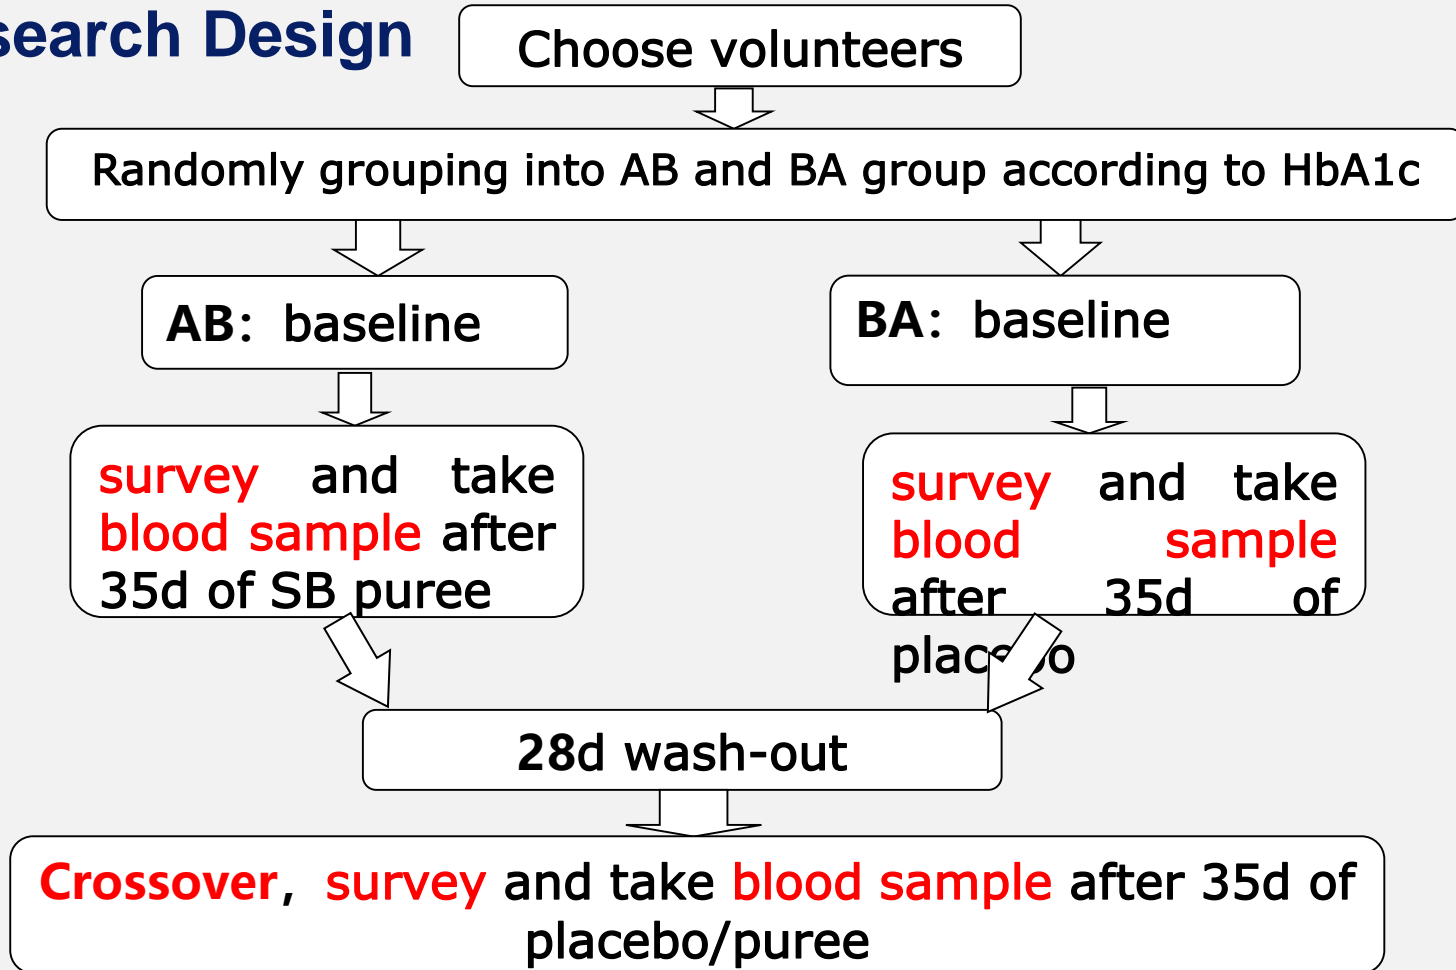 search Design
Choose volunteers
Randomly grouping into AB and BA group according to HbA1c
AB: baseline
BA: baseline
survey and take
blood sample after
35d of SB puree
survey and take
blood sample
after 35d of
placebo
28d wash-out
Crossover, survey and take blood sample after 35d of
placebo/puree